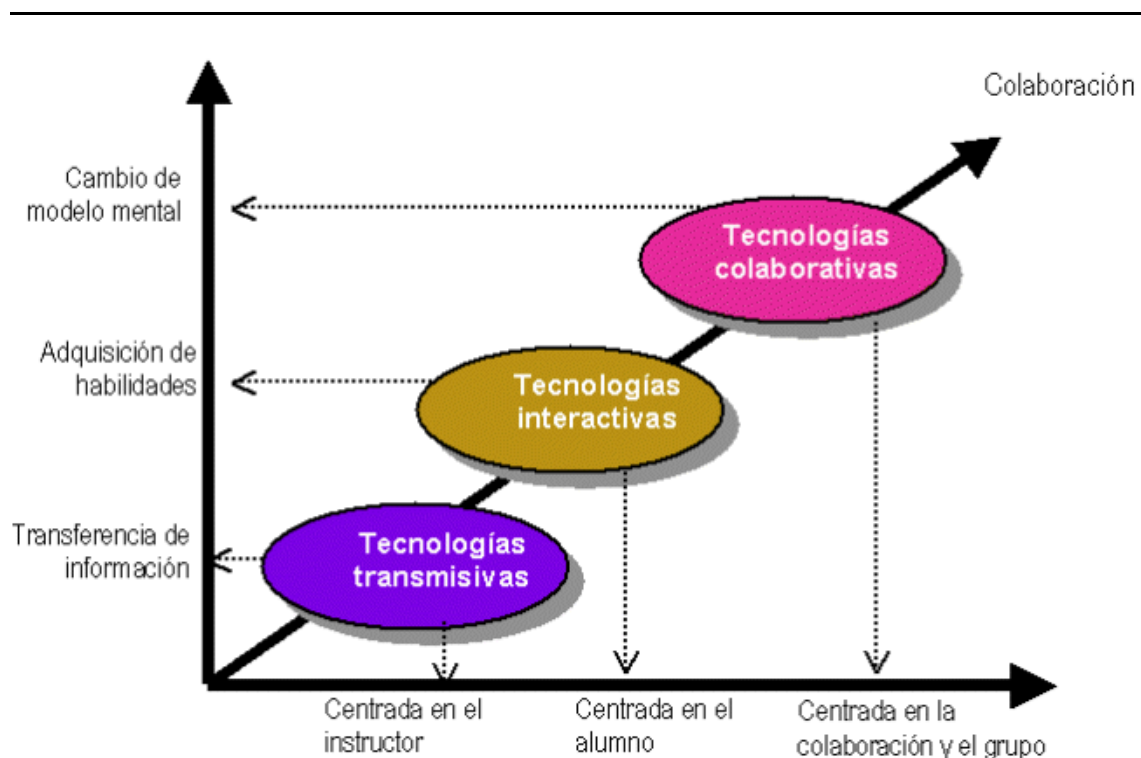 Colaboración
Cambio de
modelo mental
Tecnologías
colaborativas
Adquisición de
habilidades
Tecnologías
interactivas
Transferencia de
información
Tecnologías
transmisivas
Centrada en el
instructor
Centrada en el
alumno
Centrada en la
colaboración y el grupo